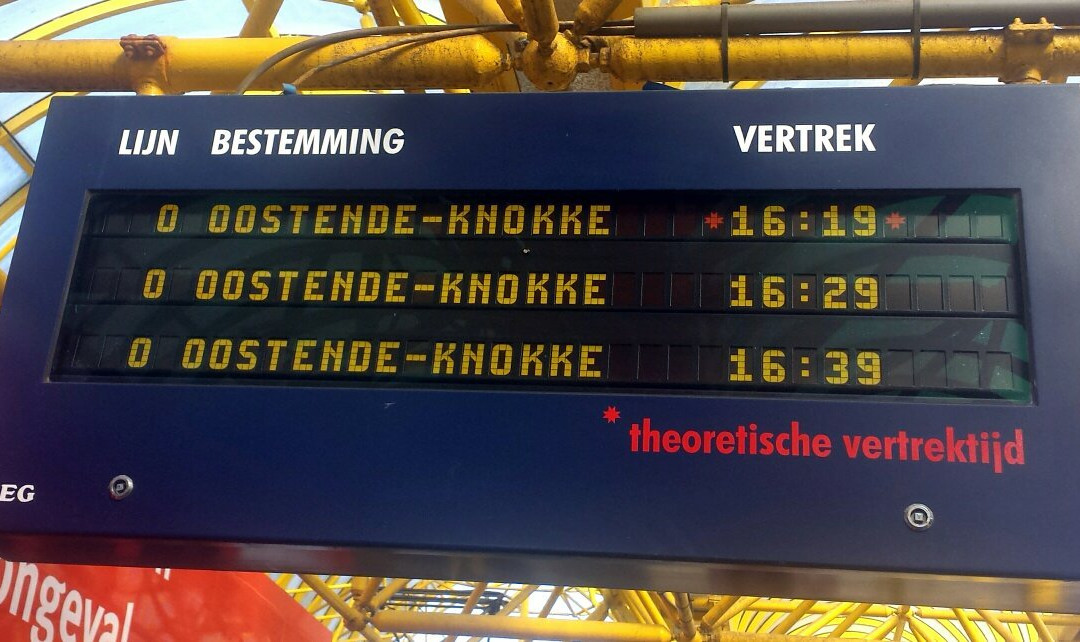 LIJN BESTEMMING VERTREK
0 OOSTENDE-KNOKKE *16:19*
0 OOSTENDE-KNOKKE 16:29
0 OOSTENDE-KNOKKE 16:39
*theoretische vertrektijd
EG
ongeval